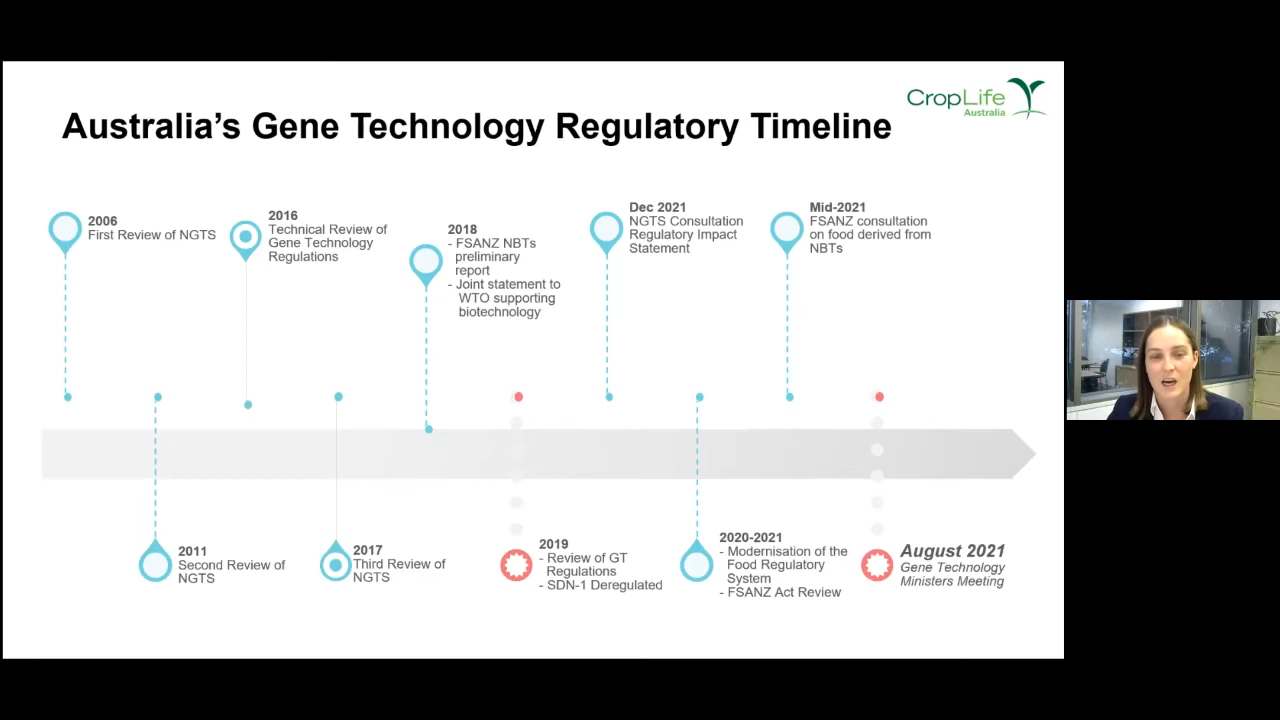 CropLife
Australia
Australia’s Gene Technology Regulatory Timeline
2006
First Review of NGTS
2016
Technical Review of
Gene Technology
Regulations
2018
- FSANZ NBTs
preliminary
report
- Joint statement to
WTO supporting
biotechnology
Dec 2021
NGTS Consultation
Regulatory Impact
Statement
Mid-2021
FSANZ consultation
on food derived from
NBTs
2011
Second Review of
NGTS
2017
Third Review of
NGTS
2019
- Review of GT
Regulations
- SDN-1 Deregulated
2020-2021
- Modernisation of the
Food Regulatory
System
- FSANZ Act Review
August 2021
Gene Technology
Ministers Meeting